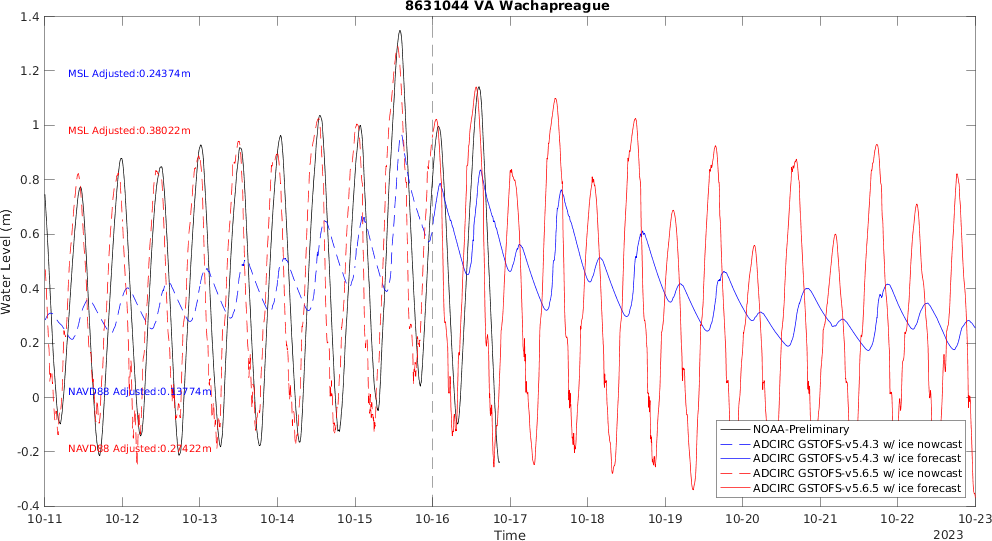 8631044 VA Wachapreague
Water Level (m)
1.4
1.2
1
0.8
0.6
0.4
0.2
0
-0.2
-0.4
MSL Adjusted:0.24374m
MSL Adjusted:0.38022m
NAVD88 Adjusted:0.13774m
NAVD88 Adjusted:0.27422m
NOAA-Preliminary
ADCIRC GSTOFS-v5.4.3 w/ ice nowcast
ADCIRC GSTOFS-v5.4.3 w/ ice forecast
ADCIRC GSTOFS-v5.6.5 w/ ice nowcast
ADCIRC GSTOFS-v5.6.5 w/ ice forecast
10-11 10-12 10-13 10-14 10-15 10-16 10-17 10-18 10-19 10-20 10-21 10-22 10-23
Time
2023